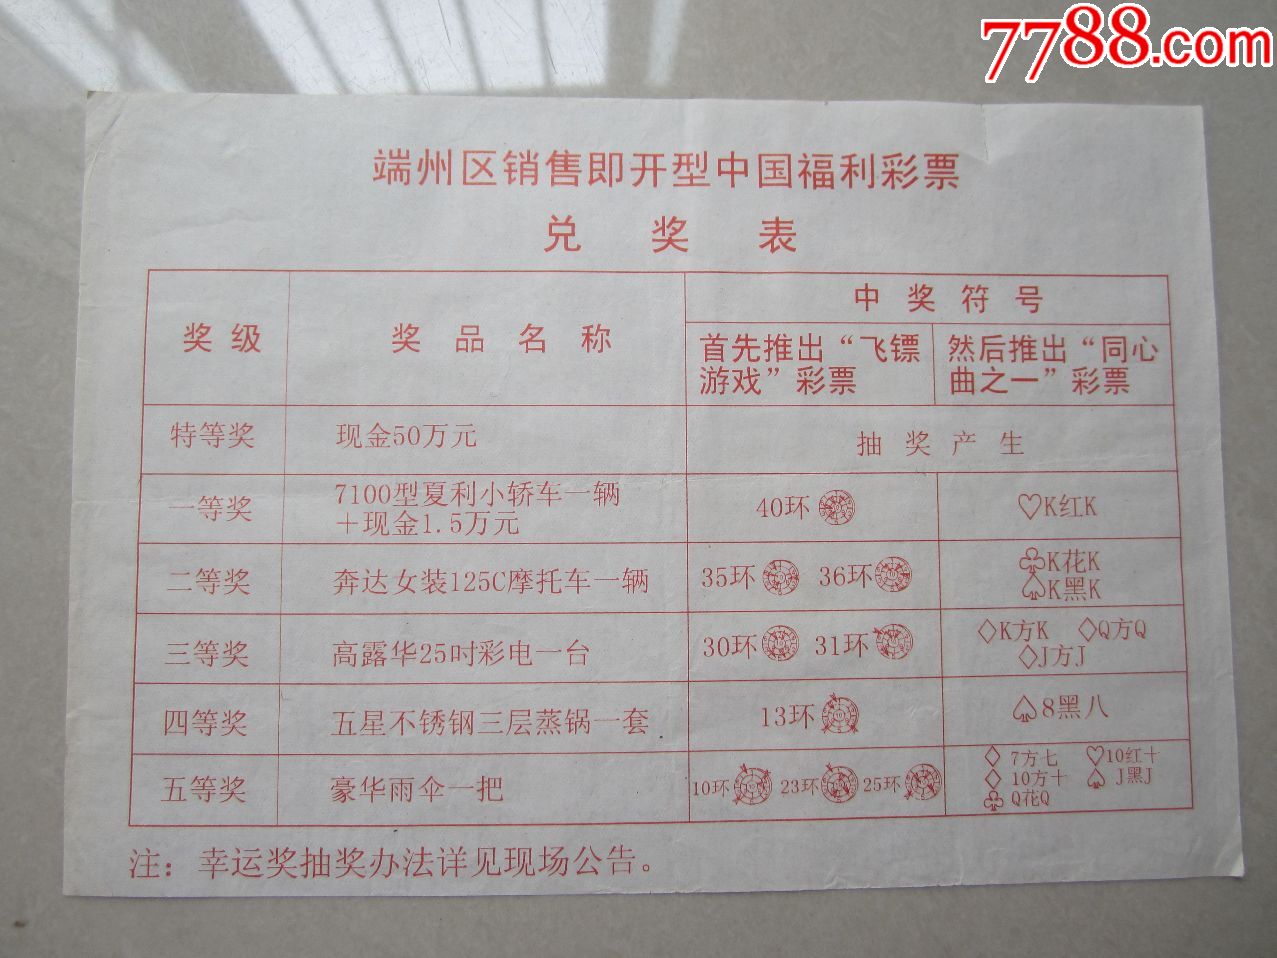 7788.com
端州区销售即开型中国福利彩票
兑奖表
奖级
奖品名称
中奖符号
首先推出“飞镖
游戏”彩票
然后推出“同心
曲之一”彩票
特等奖
现金50万元
抽奖产生
一等奖
7100型夏利小轿车一辆
+现金1.5万元
40环
♡K红K
二等奖
奔达女装125C摩托车一辆
35环 36环
♧K花K
♤K黑K
三等奖
高露华25吋彩电一台
30环 31环
♢K方K ♢Q方Q
♢J方J
四等奖
五星不锈钢三层蒸锅一套
13环
♤8黑八
五等奖
豪华雨伞一把
10环 23环 25环
♢7方七 ♡10红十
♢10方十 ♤J黑J
♧Q花Q
注：幸运奖抽奖办法详见现场公告。